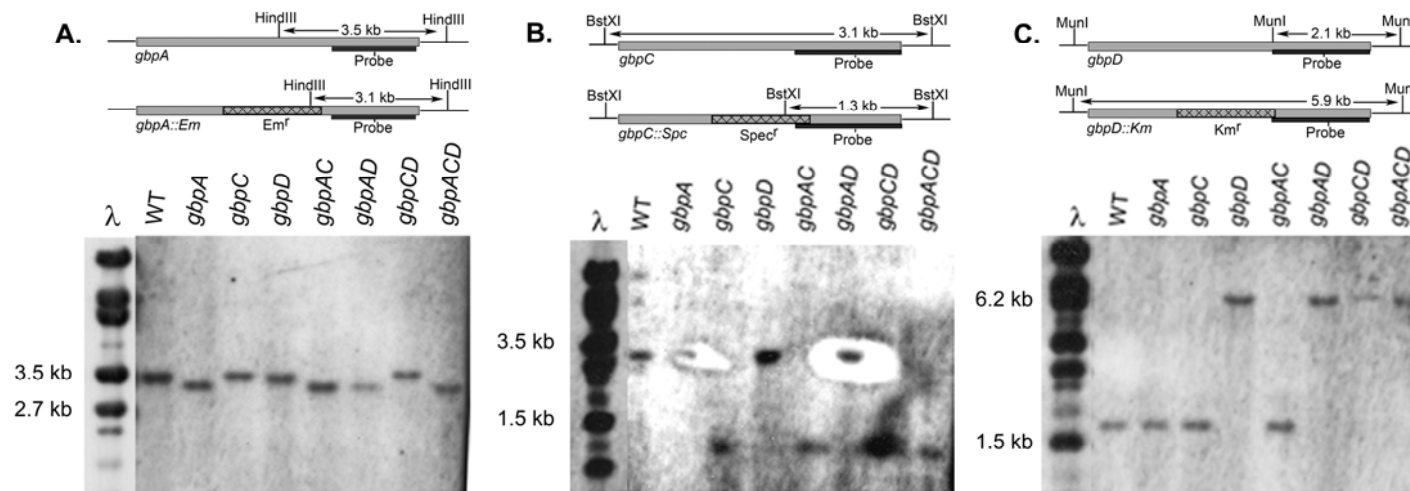 A.
HindIII
HindIII
3.5 kb
gbpA
Probe
HindIII
HindIII
3.1 kb
gbpA::Em
Emr
Probe
λ
WT
gbpA
gbpC
gbpD
gbpAC
gbpAD
gbpCD
gbpACD
3.5 kb
2.7 kb
B.
BstXI
BstXI
3.1 kb
gbpC
Probe
BstXI
BstXI
BstXI
1.3 kb
gbpC::Spc
Specr
Probe
λ
WT
gbpA
gbpC
gbpD
gbpAC
gbpAD
gbpCD
gbpACD
3.5 kb
1.5 kb
C.
MunI
MunI
Mun
2.1 kb
gbpD
Probe
MunI
Mun
5.9 kb
gbpD::Km
Kmr
Probe
λ
WT
gbpA
gbpC
gbpD
gbpAC
gbpAD
gbpCD
gbpACD
6.2 kb
1.5 kb